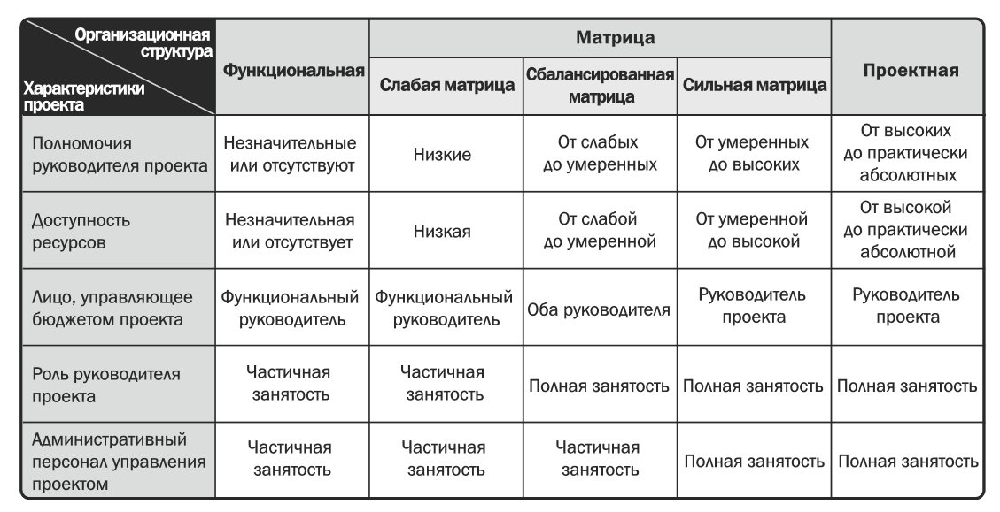 Организационная
структура
Характеристики
проекта
Функциональная
Матрица
Слабая матрица
Сбалансированная
матрица
Сильная матрица
Проектная
Полномочия
руководителя проекта
Незначительные
или отсутствуют
Низкие
От слабых
до умеренных
От умеренных
до высоких
От высоких
до практически
абсолютных
Доступность
ресурсов
Незначительная
или отсутствует
Низкая
От слабой
до умеренной
От умеренной
до высокой
От высокой
до практически
абсолютной
Лицо, управляющее
бюджетом проекта
Функциональный
руководитель
Функциональный
руководитель
Оба руководителя
Руководитель
проекта
Руководитель
проекта
Роль руководителя
проекта
Частичная
занятость
Частичная
занятость
Полная занятость
Полная занятость
Полная занятость
Административный
персонал управления
проектом
Частичная
занятость
Частичная
занятость
Частичная
занятость
Полная занятость
Полная занятость